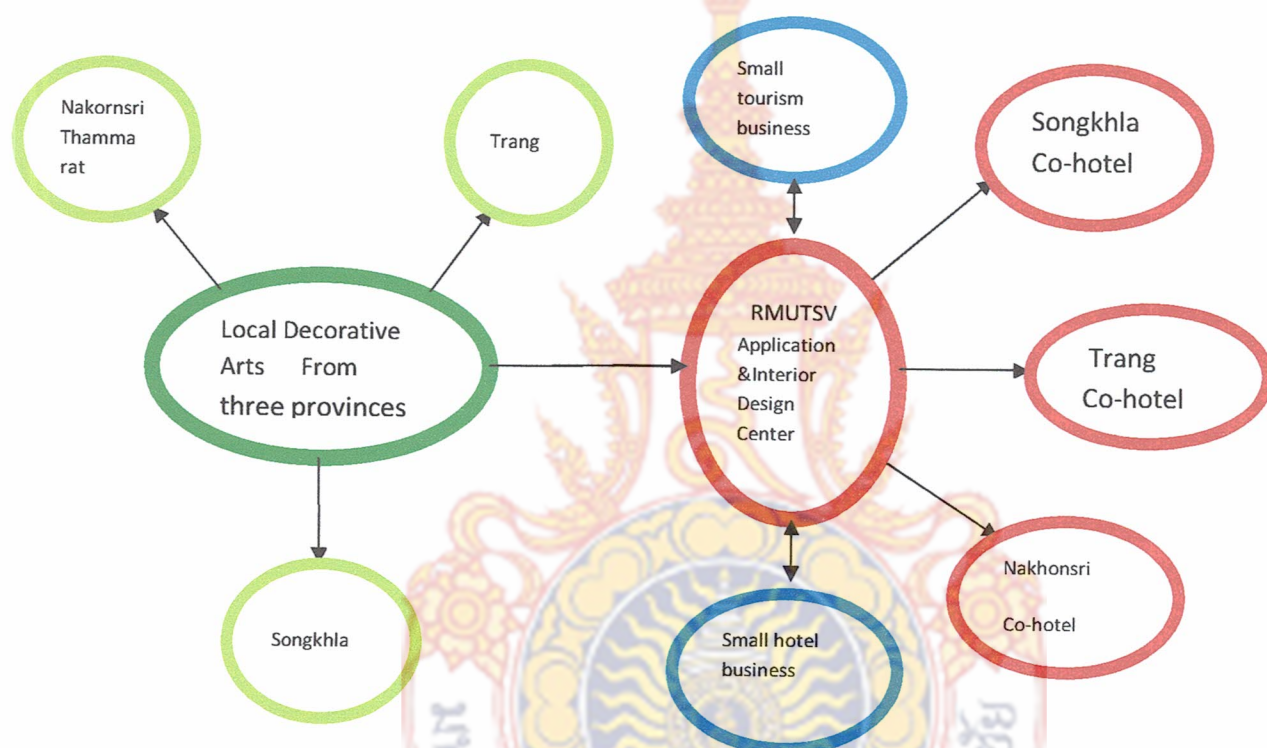 Nakornsri
Thamma
rat
Trang
Small
tourism
business
Songkhla
Co-hotel
Local Decorative
Arts From
three provinces
RMUTSV
Application
&Interior
Design
Center
Trang
Co-hotel
Nakhonsri
Co-hotel
Songkhla
Small hotel
business